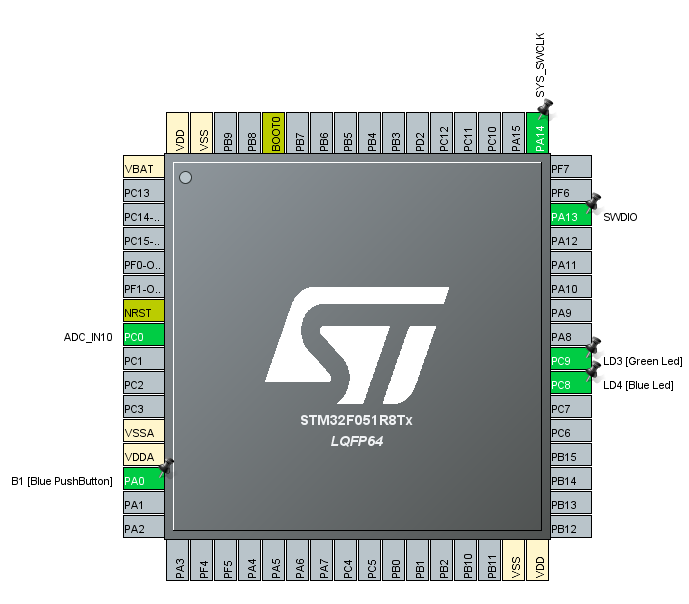 SYS_SWCLK
VDD
VSS
PB9
PB8
BOOT0
PB7
PB6
PB5
PB4
PB3
PD2
PC12
PC11
PC10
PA15
PA14
VBAT
PC13
PC14-..
PC15-..
PF0-O..
PF1-O..
NRST
ADC_IN10 PC0
PC1
PC2
PC3
VSSA
VDDA
B1 [Blue PushButton] PA0
PA1
PA2
STM32F051R8Tx
LQFP64
PF7
PF6
PA13 SWDIO
PA12
PA11
PA10
PA9
PA8
PC9 LD3 [Green Led]
PC8 LD4 [Blue Led]
PC7
PC6
PB15
PB14
PB13
PB12
PA3
PF4
PF5
PA4
PA5
PA6
PA7
PC4
PC5
PB0
PB1
PB2
PB10
PB11
VSS
VDD